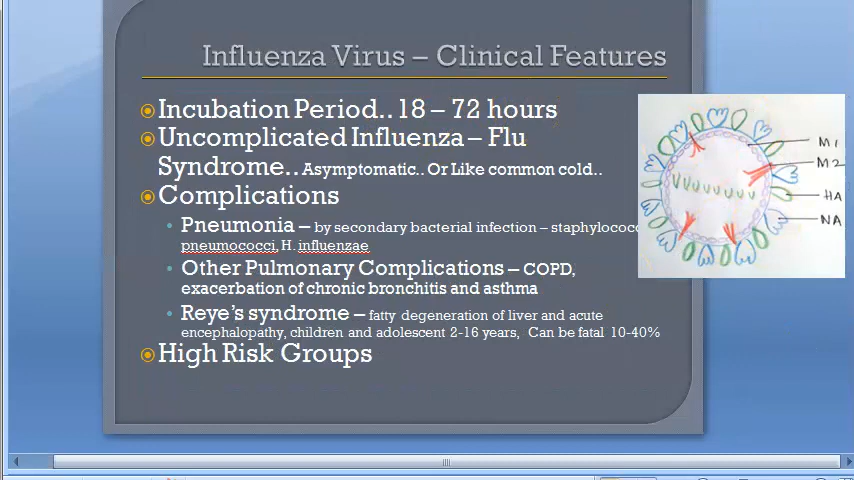 Influenza Virus – Clinical Features
Incubation Period.. 18 – 72 hours
Uncomplicated Influenza – Flu
Syndrome.. Asymptomatic.. Or Like common cold..
Complications
Pneumonia – by secondary bacterial infection – staphylococc
pneumococci, H. influenzae
Other Pulmonary Complications – COPD,
exacerbation of chronic bronchitis and asthma
Reye's syndrome – fatty degeneration of liver and acute
encephalopathy, children and adolescent 2-16 years, Can be fatal 10-40%
High Risk Groups
M1
M2
HA
NA